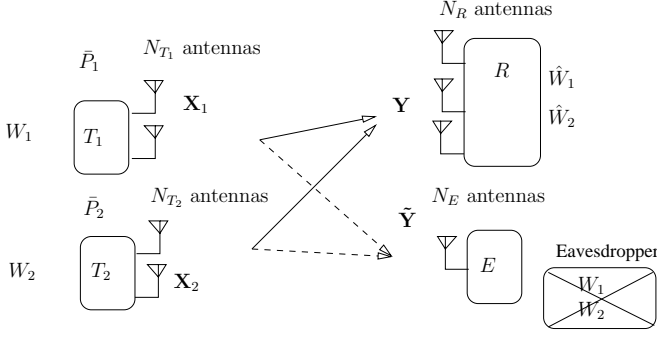 N_R antennas
N_{T_1} antennas
P̄_1
R
Ŵ_1
X_1
Y
W_1
T_1
Ŵ_2
N_{T_2} antennas
N_E antennas
P̄_2
Ỹ
Eavesdropper
W_2
T_2
X_2
E
W_1
W_2